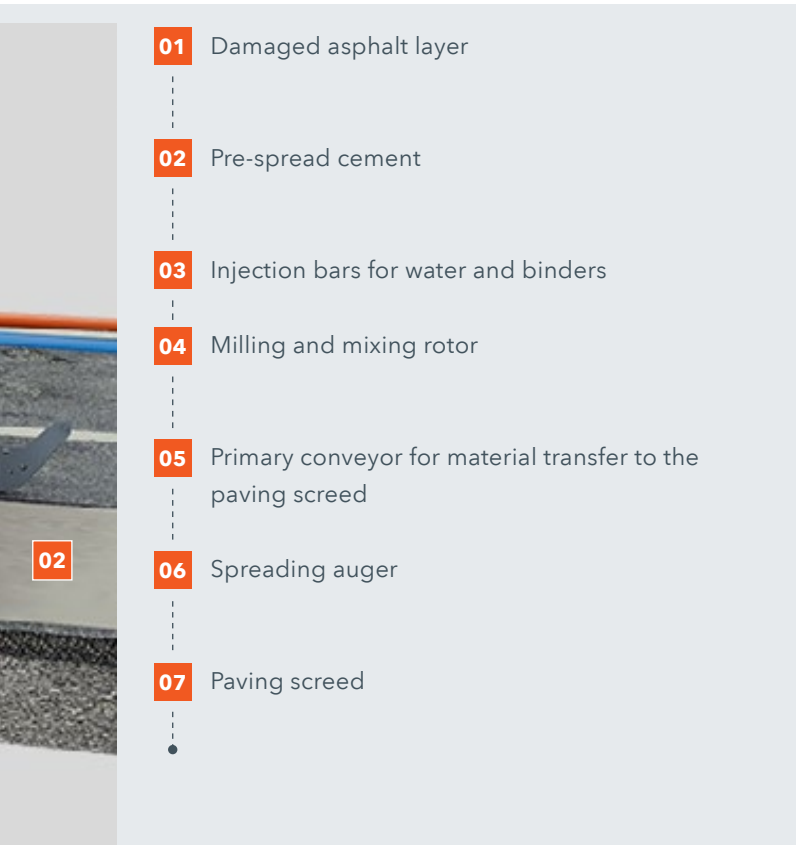 01 Damaged asphalt layer
02 Pre-spread cement
03 Injection bars for water and binders
04 Milling and mixing rotor
05 Primary conveyor for material transfer to the
paving screed
02
06 Spreading auger
07 Paving screed